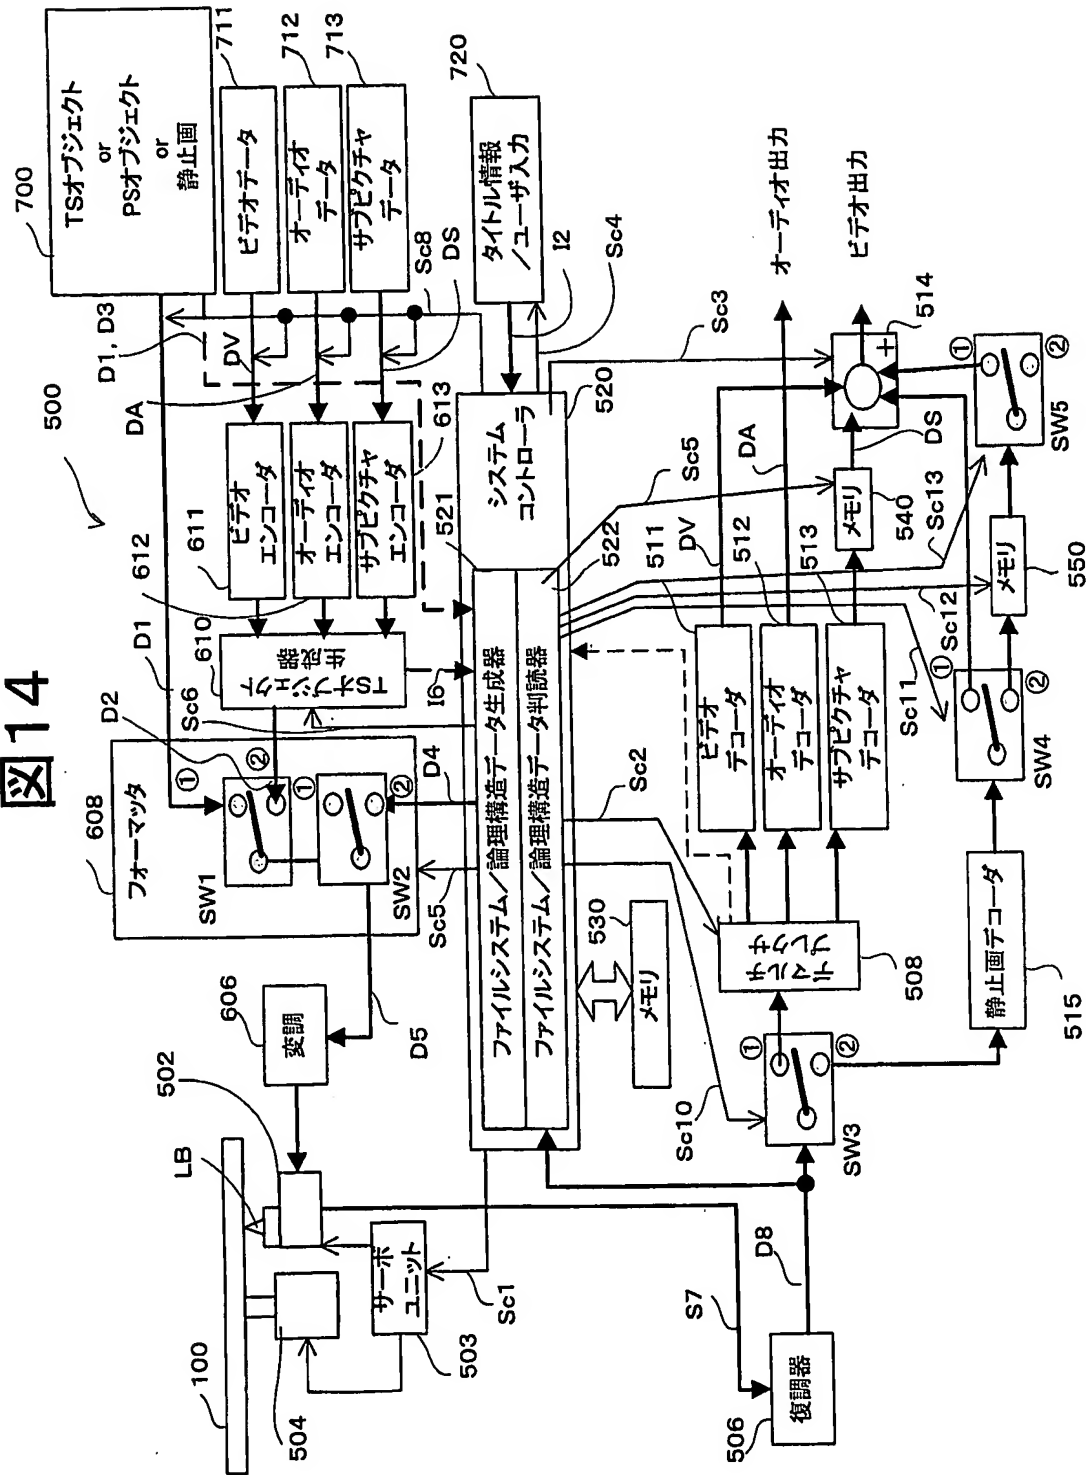 図14
500
700
TSオブジェクト
or
PSオブジェクト
or
静止画
711
ビデオデータ
712
オーディオ
データ
713
サブピクチャ
データ
720
タイトル情報
/ユーザ入力
D1, D3
DV
DA
DS
Sc8
I2
Sc4
611
ビデオ
エンコーダ
612
オーディオ
エンコーダ
613
サブピクチャ
エンコーダ
610
TSオブジェクト
生成器
D1
D2
Sc6
I6
608
フォーマッタ
①
②
SW1
①
②
SW2
D4
Sc5
D5
606
変調
502
LB
100
504
サーボ
ユニット
503
Sc1
システム
コントローラ
520
521
ファイルシステム/論理構造データ生成器
522
ファイルシステム/論理構造データ判読器
530
メモリ
Sc2
Sc10
Sc3
Sc5
S7
D8
復調器
506
①
②
SW3
デマルチ
プレクサ
508
511
ビデオ
デコーダ
512
オーディオ
デコーダ
513
サブピクチャ
デコーダ
DV
DA
メモリ
540
DS
オーディオ出力
ビデオ出力
+
514
静止画デコーダ
515
①
②
SW4
Sc11
Sc12
Sc13
メモリ
550
①
②
SW5